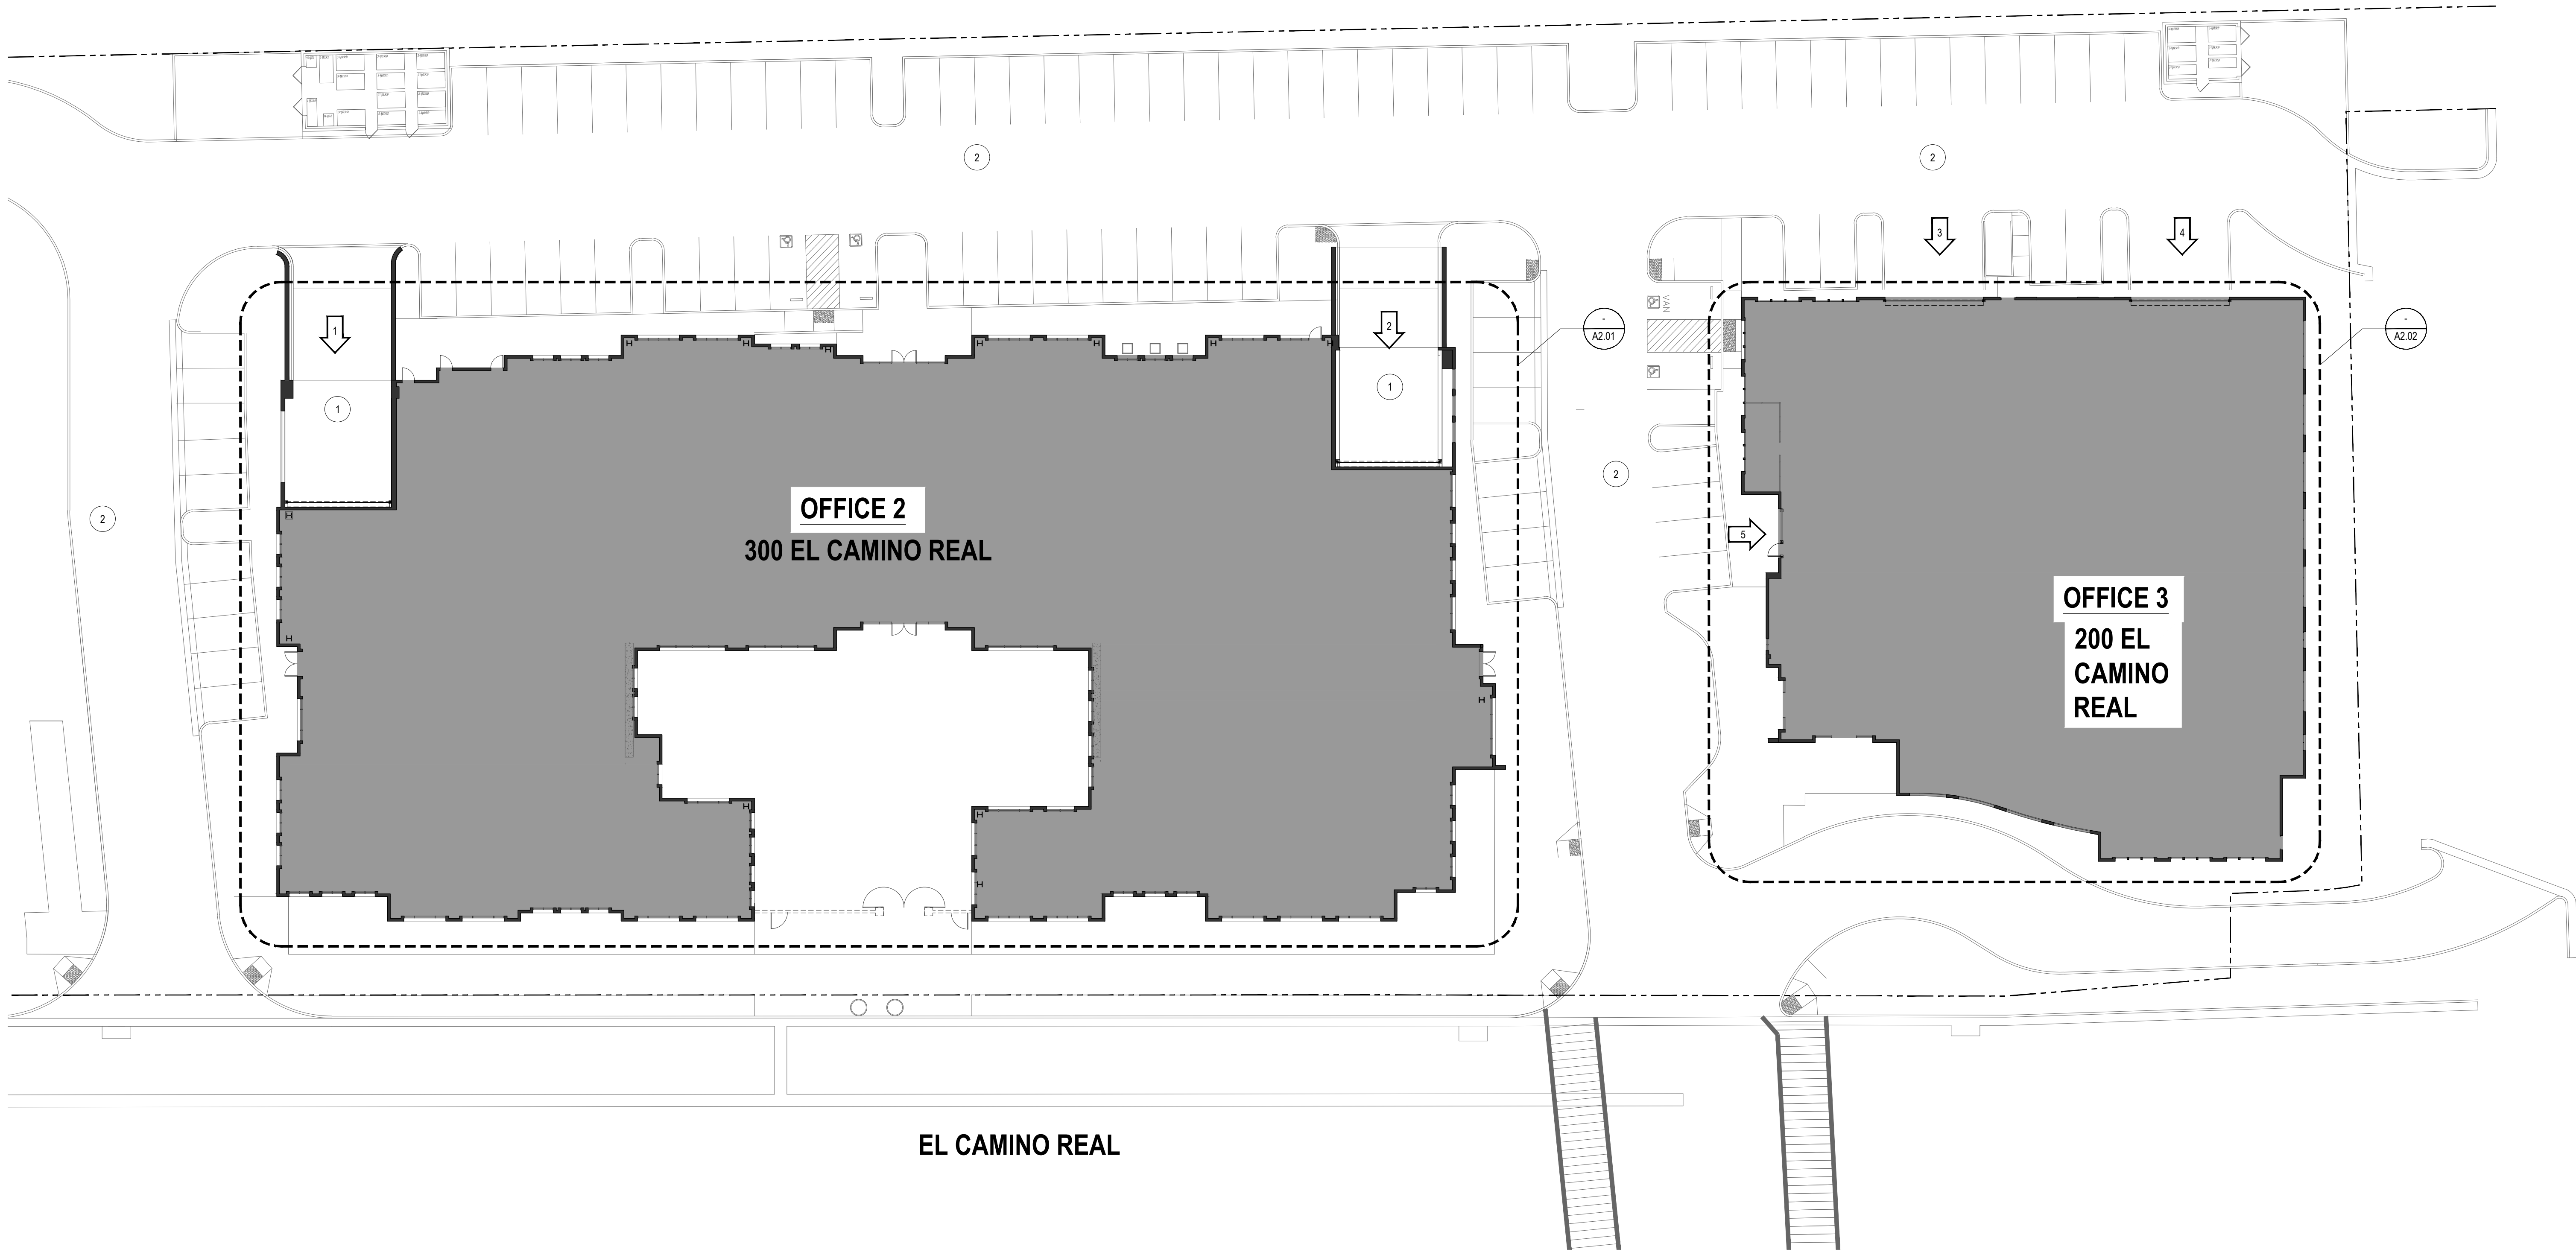 2
2
3
4
VAN
-
A2.01
-
A2.02
1
2
1
1
2
OFFICE 2
300 EL CAMINO REAL
2
5
OFFICE 3
200 EL
CAMINO
REAL
EL CAMINO REAL